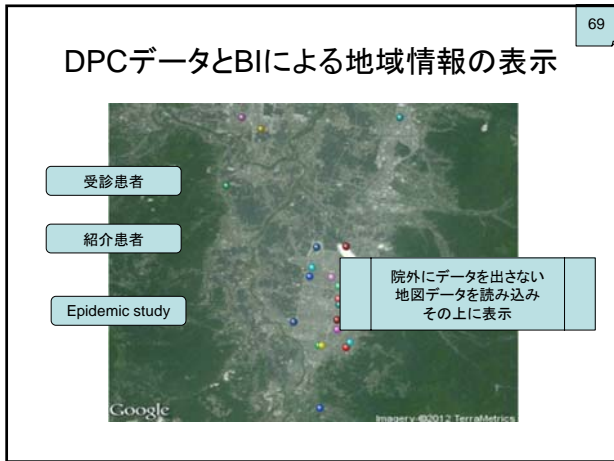 69
DPCデータとBIによる地域情報の表示
受診患者
紹介患者
Epidemic study
院外にデータを出さない
地図データを読み込み
その上に表示
Google
Imagery ©2012 TerraMetrics